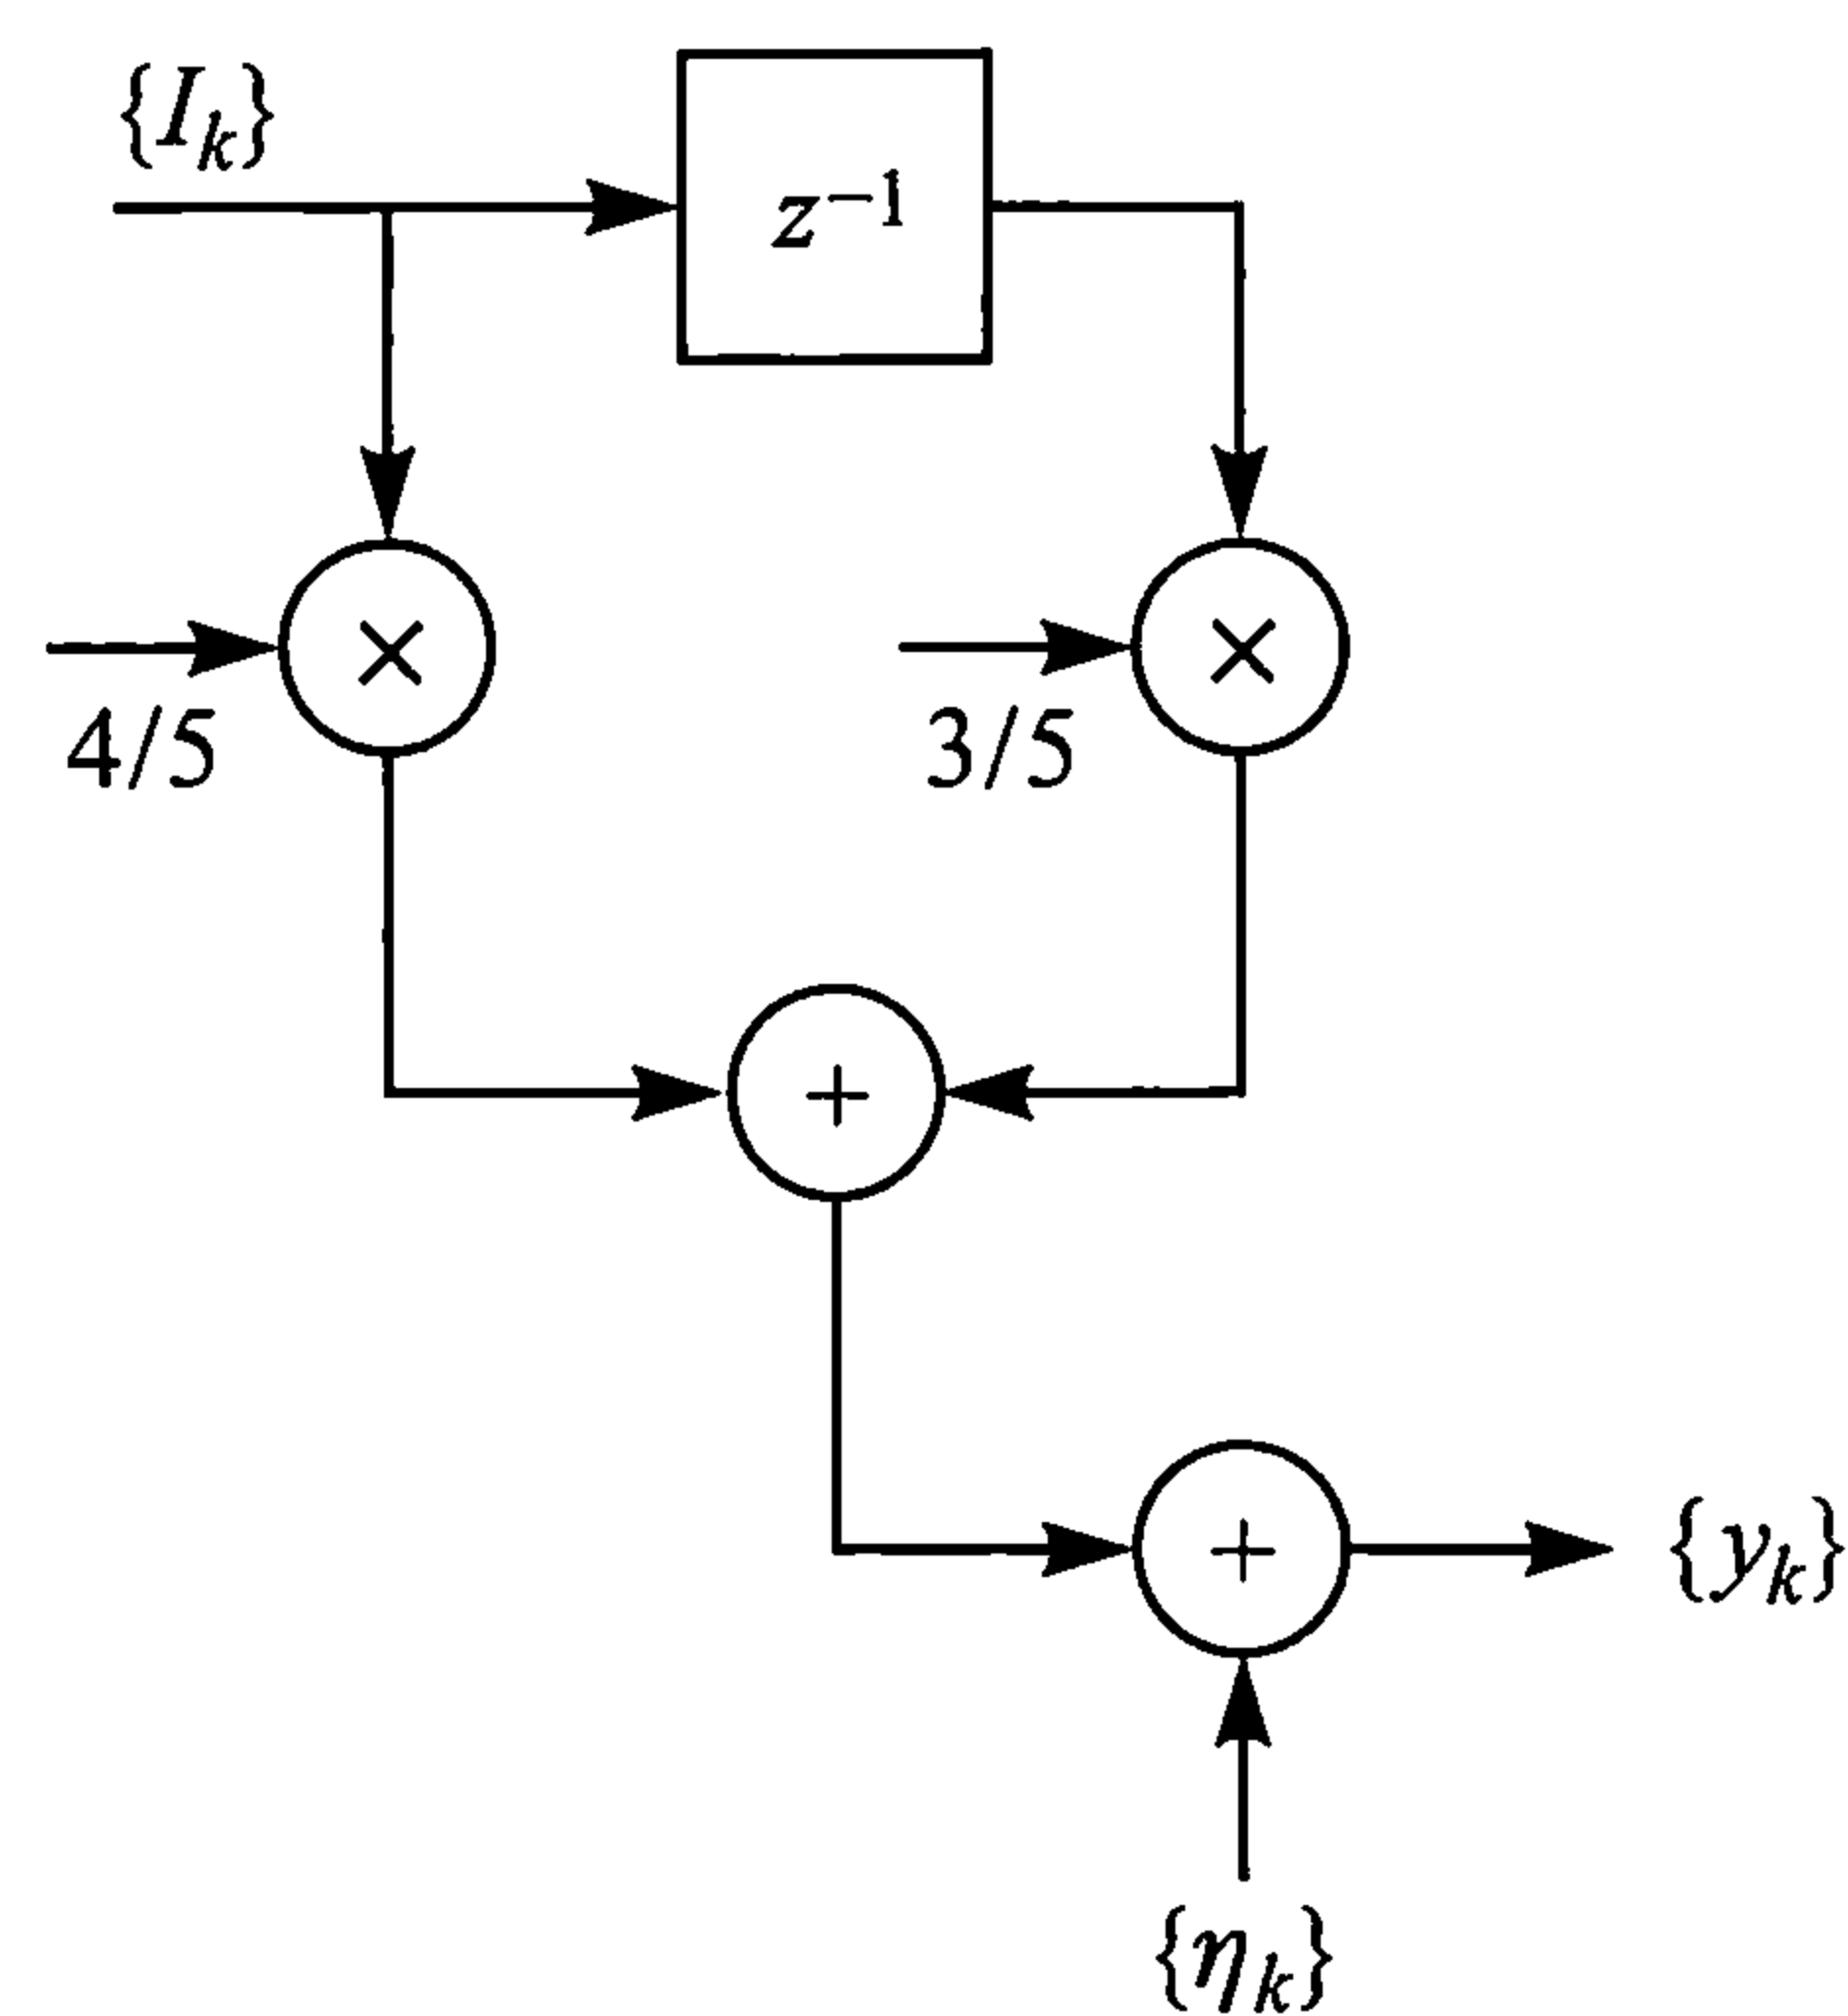 {I_k}
z^{-1}
×
×
4/5
3/5
+
+
{y_k}
{η_k}